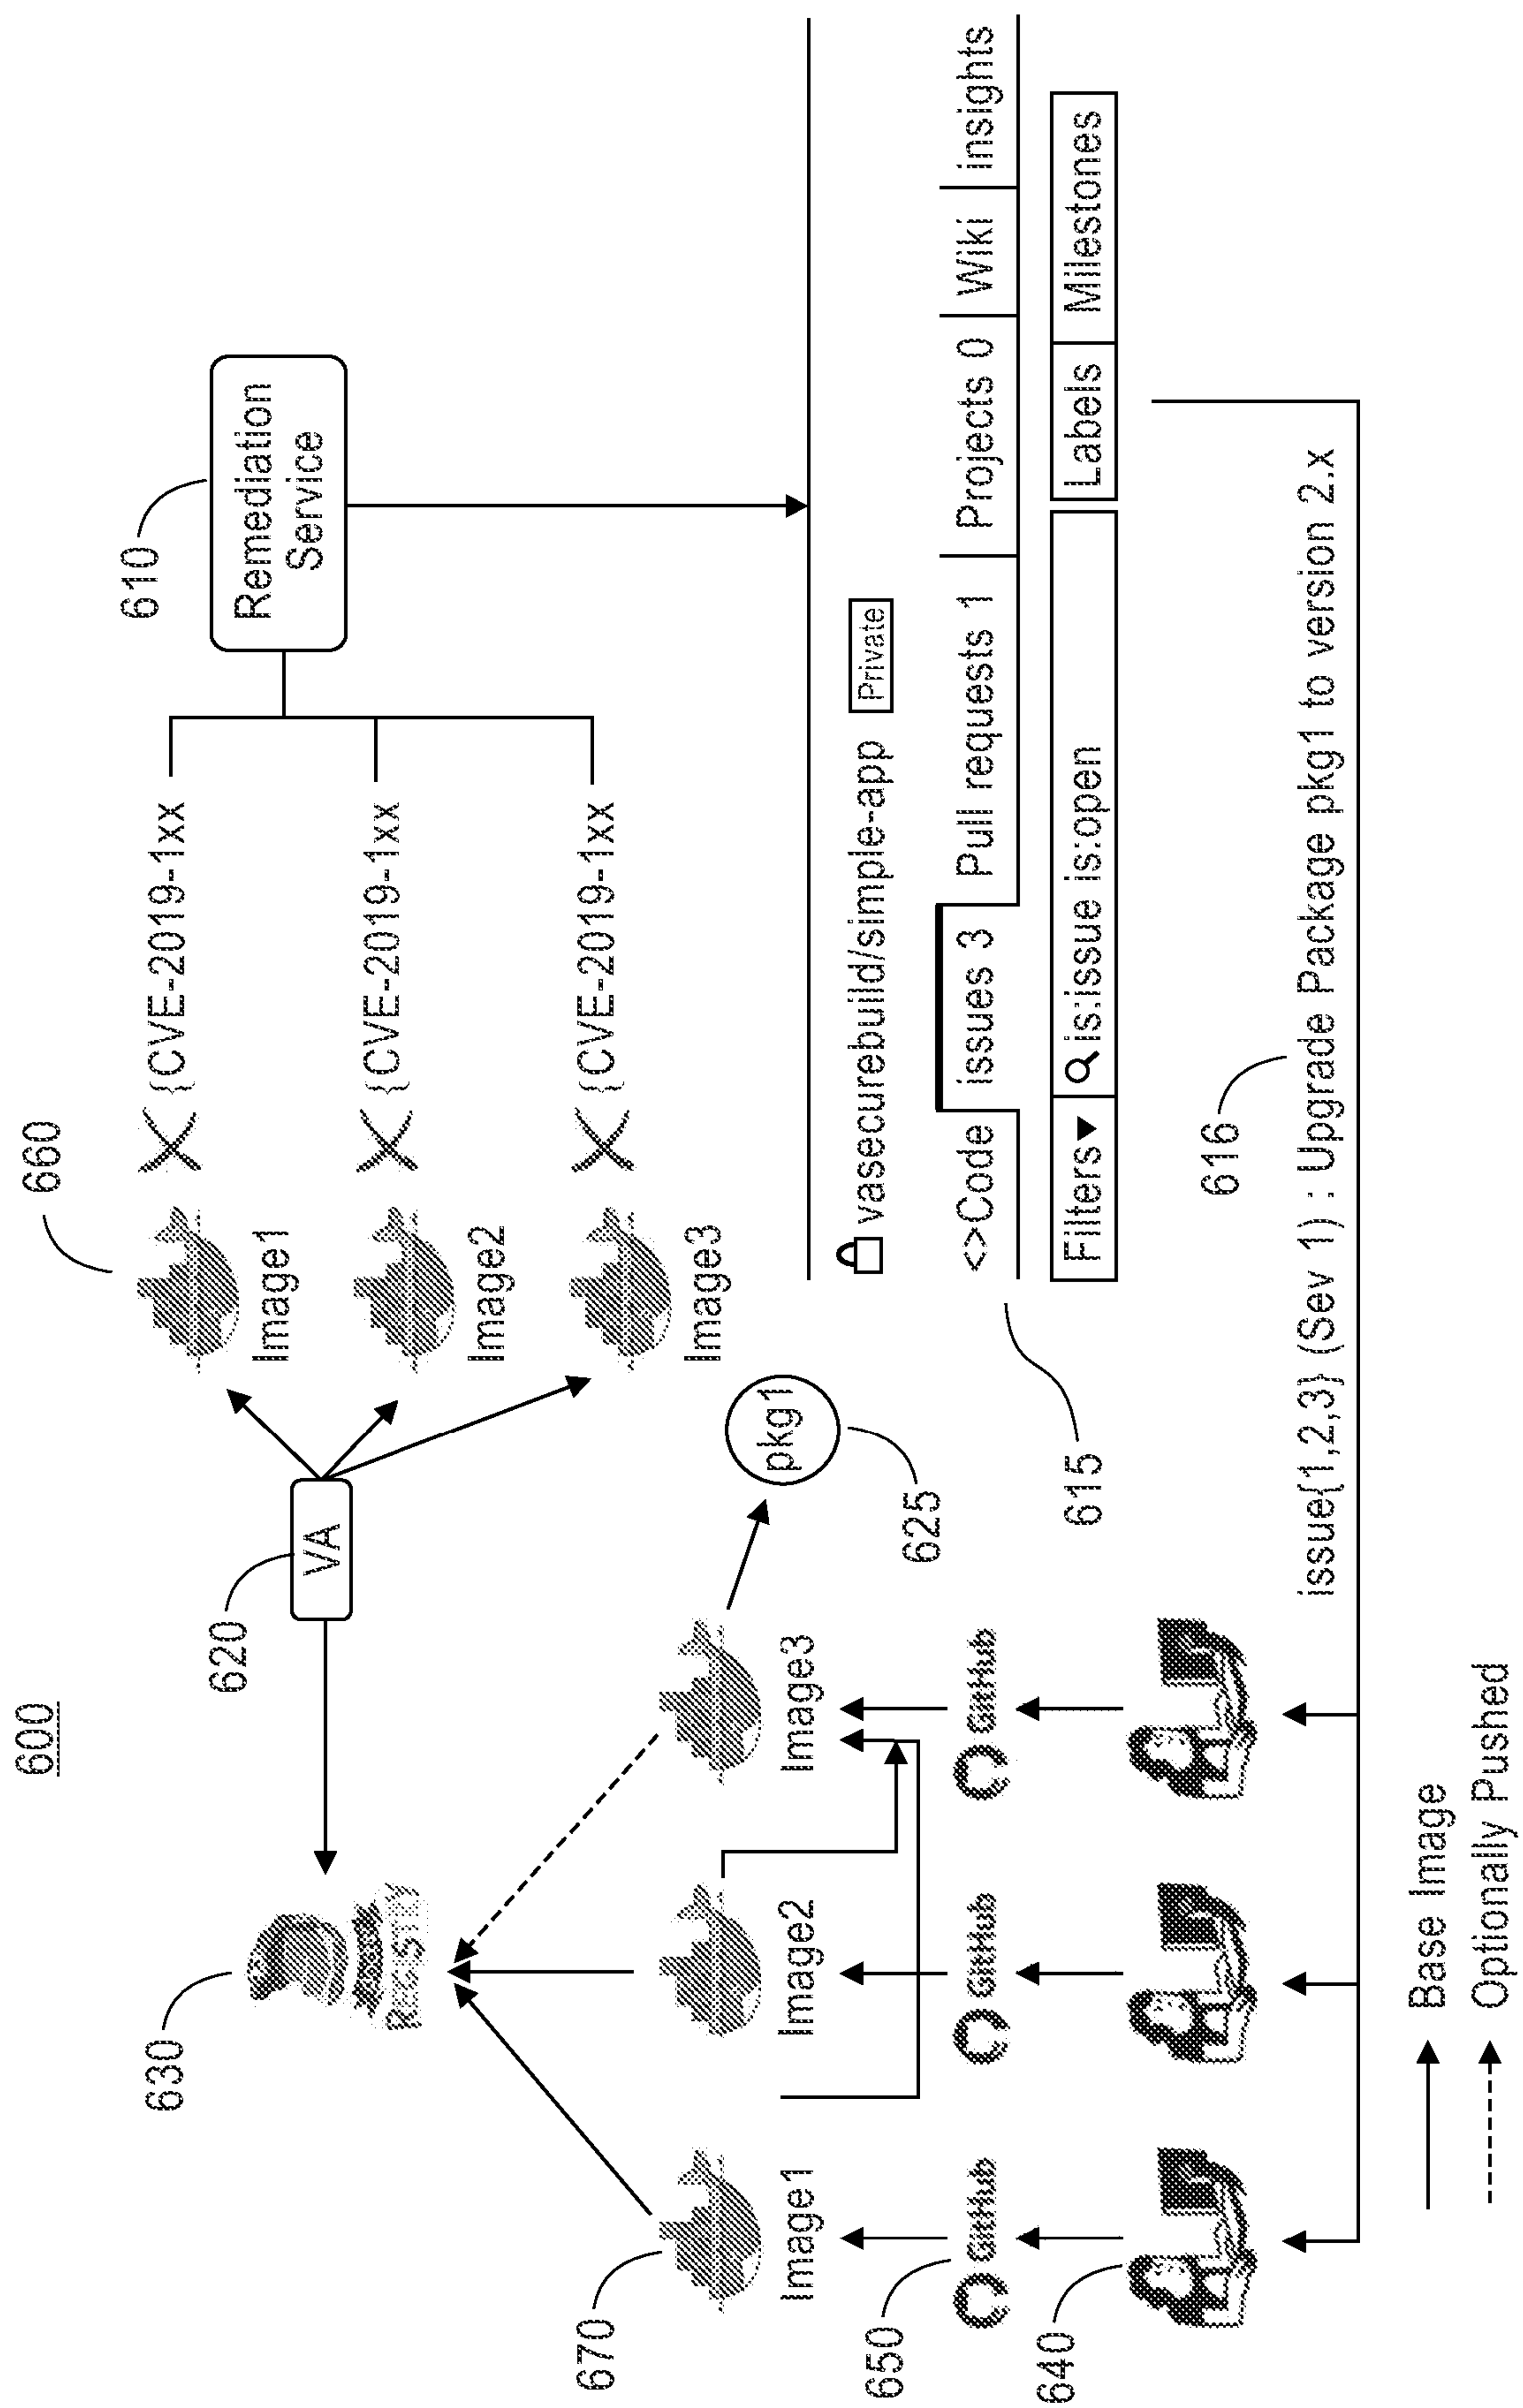 600
630
620
VA
660
610
Remediation
Service
Image1
{CVE-2019-1xx
Image2
{CVE-2019-1xx
Image3
{CVE-2019-1xx
REGISTRY
670
Image1
Image2
Image3
pkg1
625
650
GitHub
GitHub
GitHub
640
615
vasecurebuild/simple-app
Private
<>Code
issues 3
Pull requests 1
Projects 0
Wiki
insights
Filters
is:issue is:open
Labels
Milestones
616
issue{1,2,3} (Sev 1) : Upgrade Package pkg1 to version 2.x
Base Image
Optionally Pushed